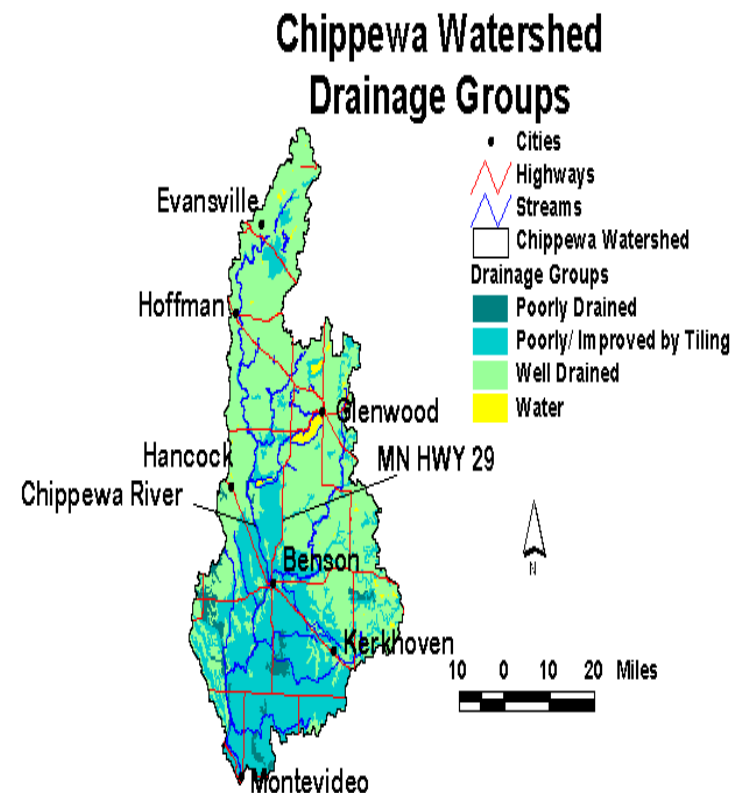 Chippewa Watershed
Drainage Groups
Cities
Highways
Streams
Chippewa Watershed
Drainage Groups
Poorly Drained
Poorly/ Improved by Tiling
Well Drained
Water
Evansville
Hoffman
Glenwood
Hancock
MN HWY 29
Chippewa River
Benson
N
Kerkhoven
10 0 10 20 Miles
Montevideo